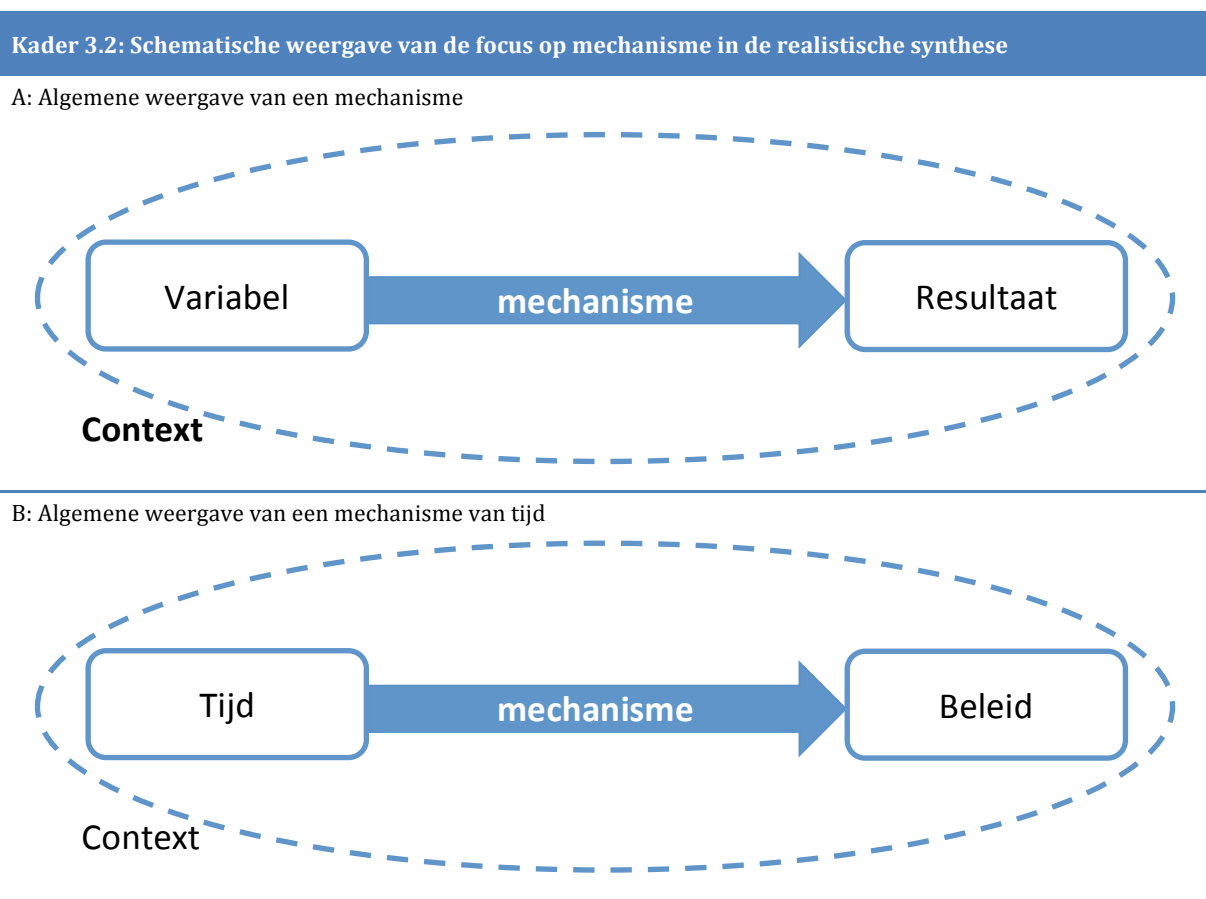 Kader 3.2: Schematische weergave van de focus op mechanisme in de realistische synthese
A: Algemene weergave van een mechanisme
Variabel
mechanisme
Resultaat
Context
B: Algemene weergave van een mechanisme van tijd
Tijd
mechanisme
Beleid
Context